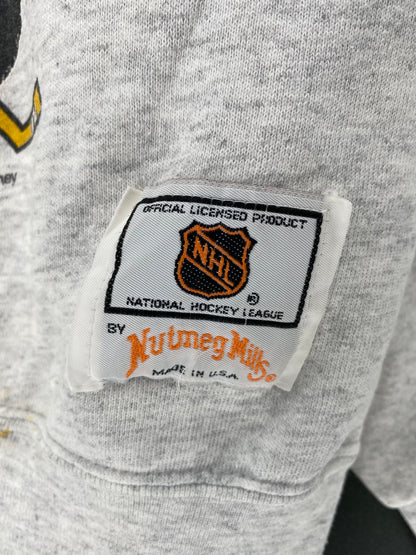 OFFICIAL LICENSED PRODUCT
NHL
®
NATIONAL HOCKEY LEAGUE
BY
Nutmeg Mills®
MADE IN U.S.A.